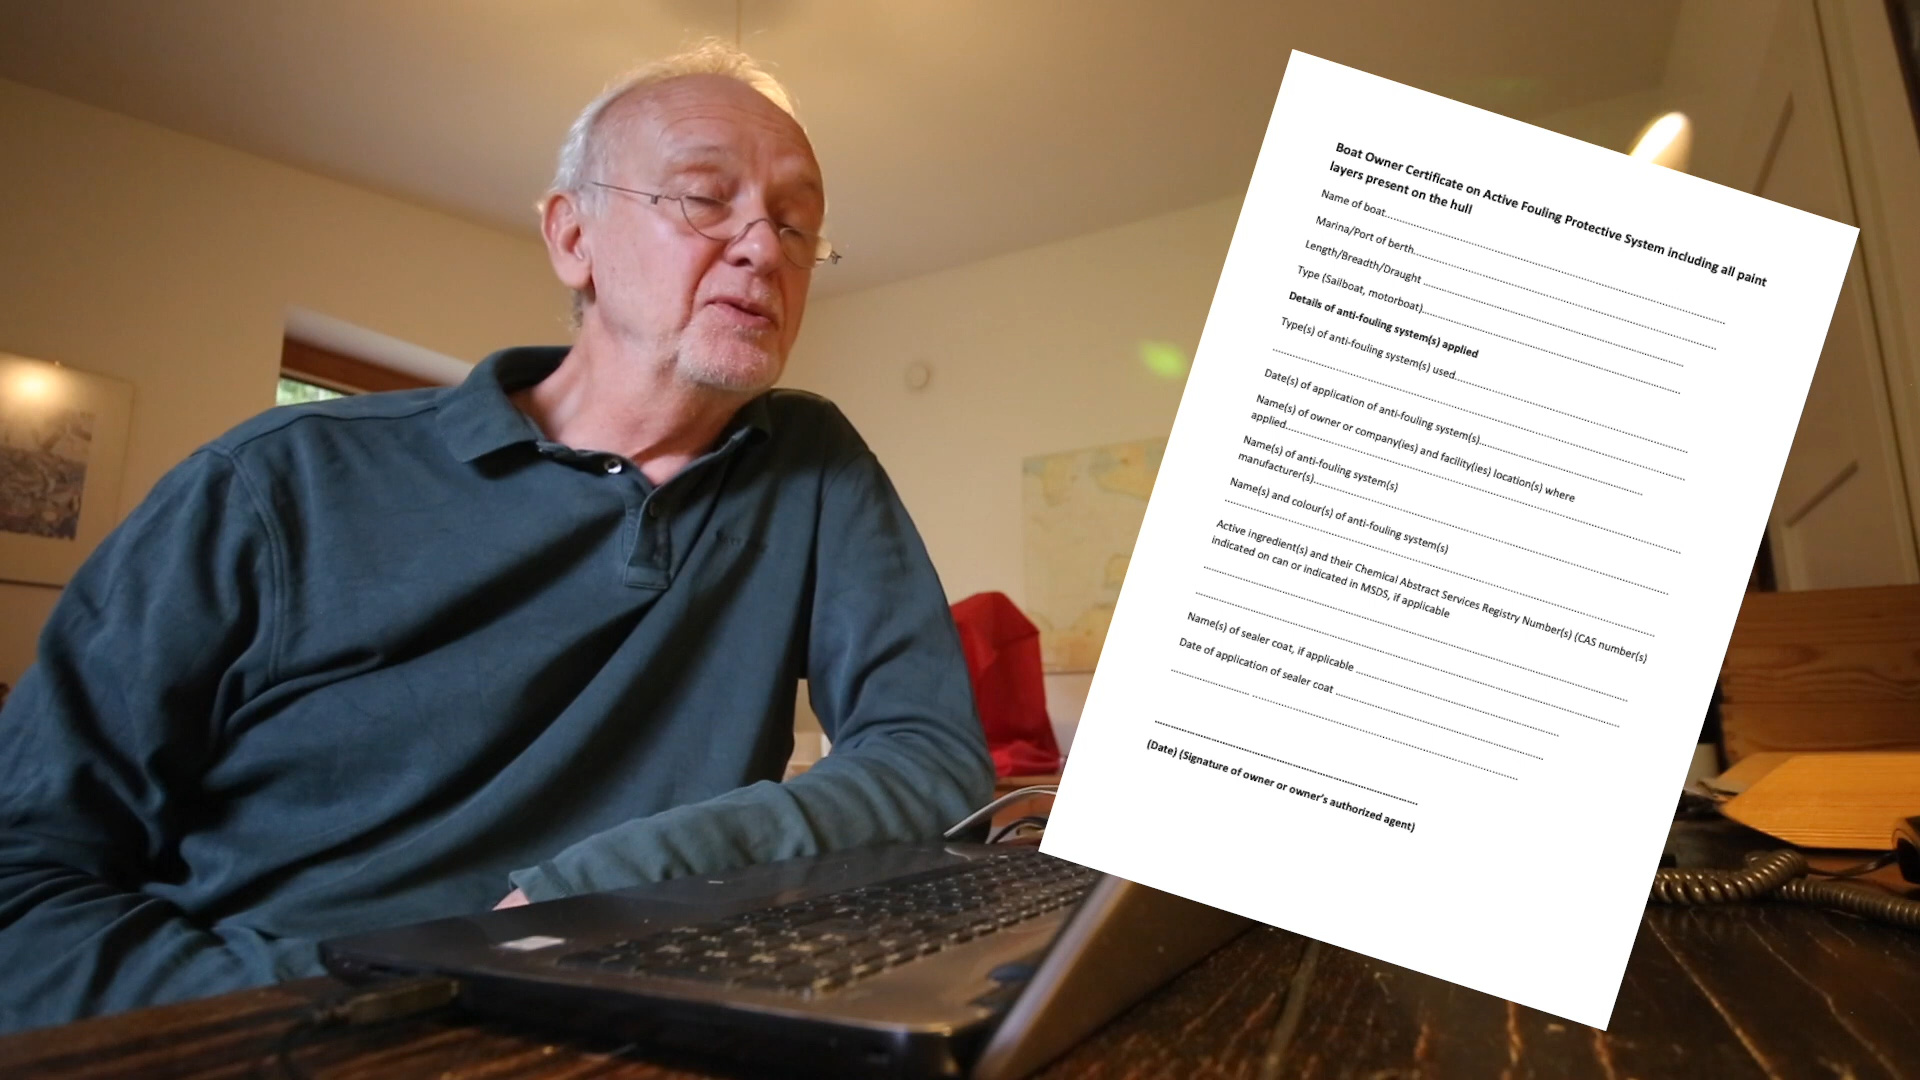 Boat Owner Certificate on Active Fouling Protective System including all paint
layers present on the hull
Name of boat................................................................
Marina/Port of berth................................................................
Length/Breadth/Draught ................................................................
Type (Sailboat, motorboat)................................................................
Details of anti-fouling system(s) applied
Type(s) of anti-fouling system(s) used................................................................
................................................................
Date(s) of application of anti-fouling system(s)................................................................
Name(s) of owner or company(ies) and facility(ies) location(s) where
applied................................................................
Name(s) of anti-fouling system(s)
manufacturer(s)................................................................
Name(s) and colour(s) of anti-fouling system(s)
................................................................
Active ingredient(s) and their Chemical Abstract Services Registry Number(s) (CAS number(s)
indicated on can or indicated in MSDS, if applicable
................................................................
................................................................
Name(s) of sealer coat, if applicable ................................................................
Date of application of sealer coat ................................................................
................................................................
................................................................
(Date) (Signature of owner or owner's authorized agent)